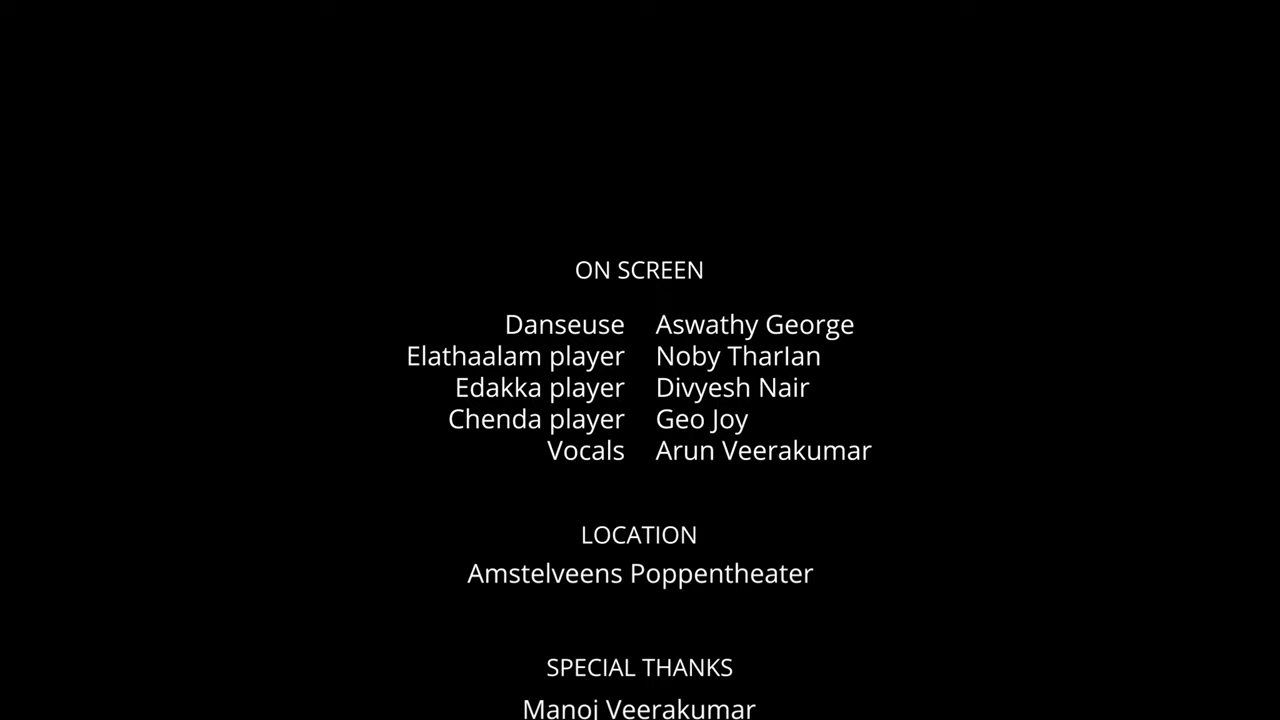 ON SCREEN
Danseuse Aswathy George
Elathaalam player Noby TharIan
Edakka player Divyesh Nair
Chenda player Geo Joy
Vocals Arun Veerakumar
LOCATION
Amstelveens Poppentheater
SPECIAL THANKS
Manoj Veerakumar